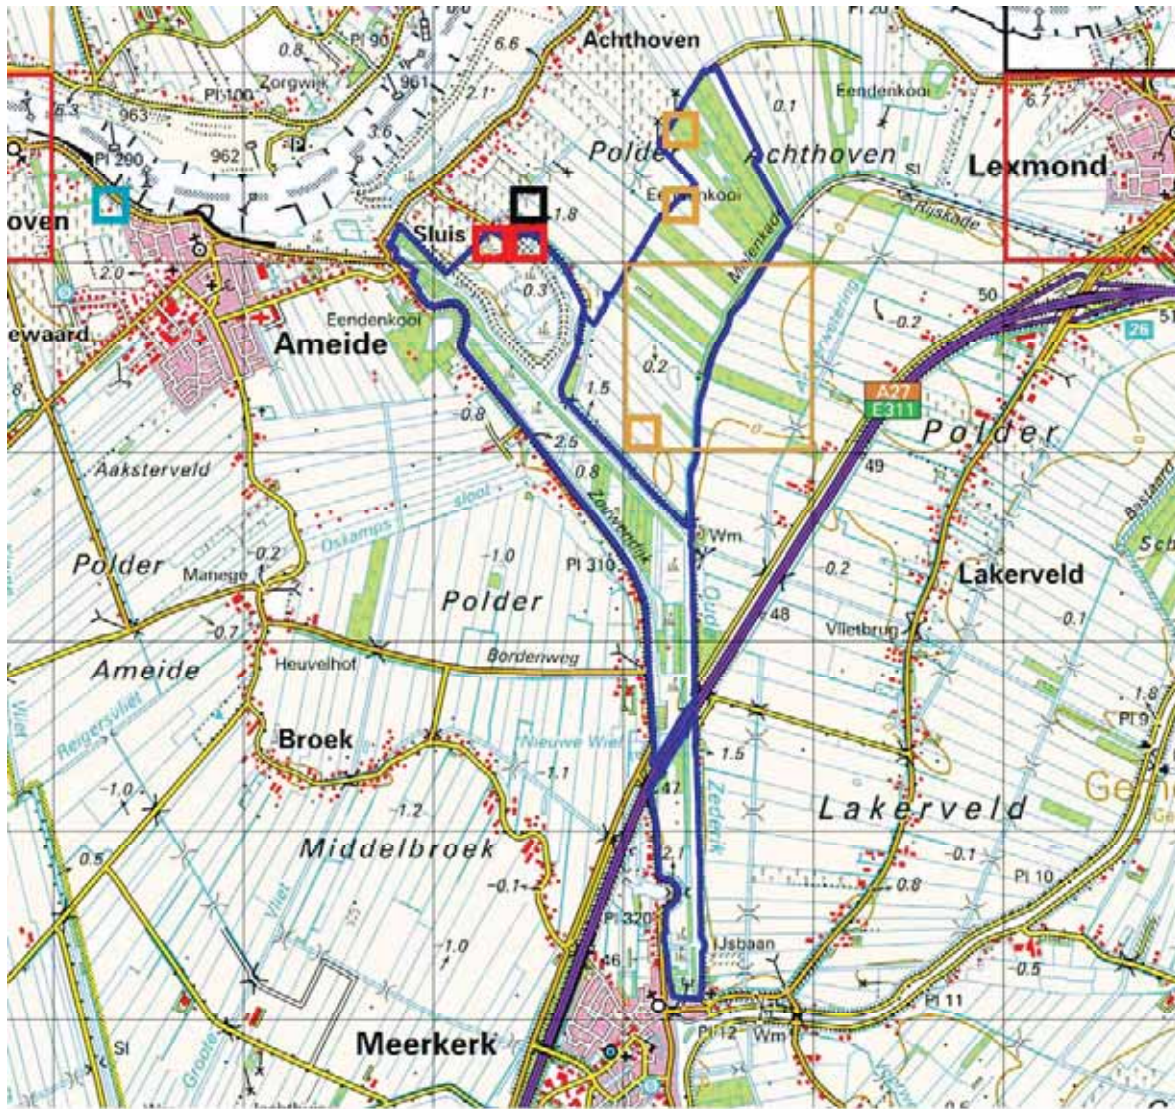 Pl 20
Achthoven
Pl 90
0.8
961
6.6
2.1
Zorgwijk
Pl 100
963
6.3
3.6
962
P
0.1
Eendenkooi
6.7
Polde
Achthoven
Lexmond
Pl 290
Sl
Rijskade
oven
Sluis
1.8
2.0
0.3
Molenkade
50
26
-0.2
ewaard
Eendenkooi
Ameide
0.2
A27
E311
1.5
-0.8
Polder
Aaksterveld
2.5
0.8
49
sloot
Oskamps
Zouwendijk
Wm
-0.2
-1.0
Pl 310
Polder
Manege
Polder
-0.2
Lakerveld
-0.1
48
Oude
Vlietbrug
-0.7
Bordenweg
Ameide
Heuvelhof
1.8
Pl 9
Vliet
Reigersvliet
Broek
Nieuwe Wiel
1.5
-1.1
47
-1.0
-1.2
Zederik
Lakerveld
Middelbroek
2.1
-0.1
0.5
-0.1
0.8
Pl 10
Vliet
Pl 320
-1.0
IJsbaan
46
-0.5
Pl 11
Meerkerk
Pl 12
Wm
Sl
Groote